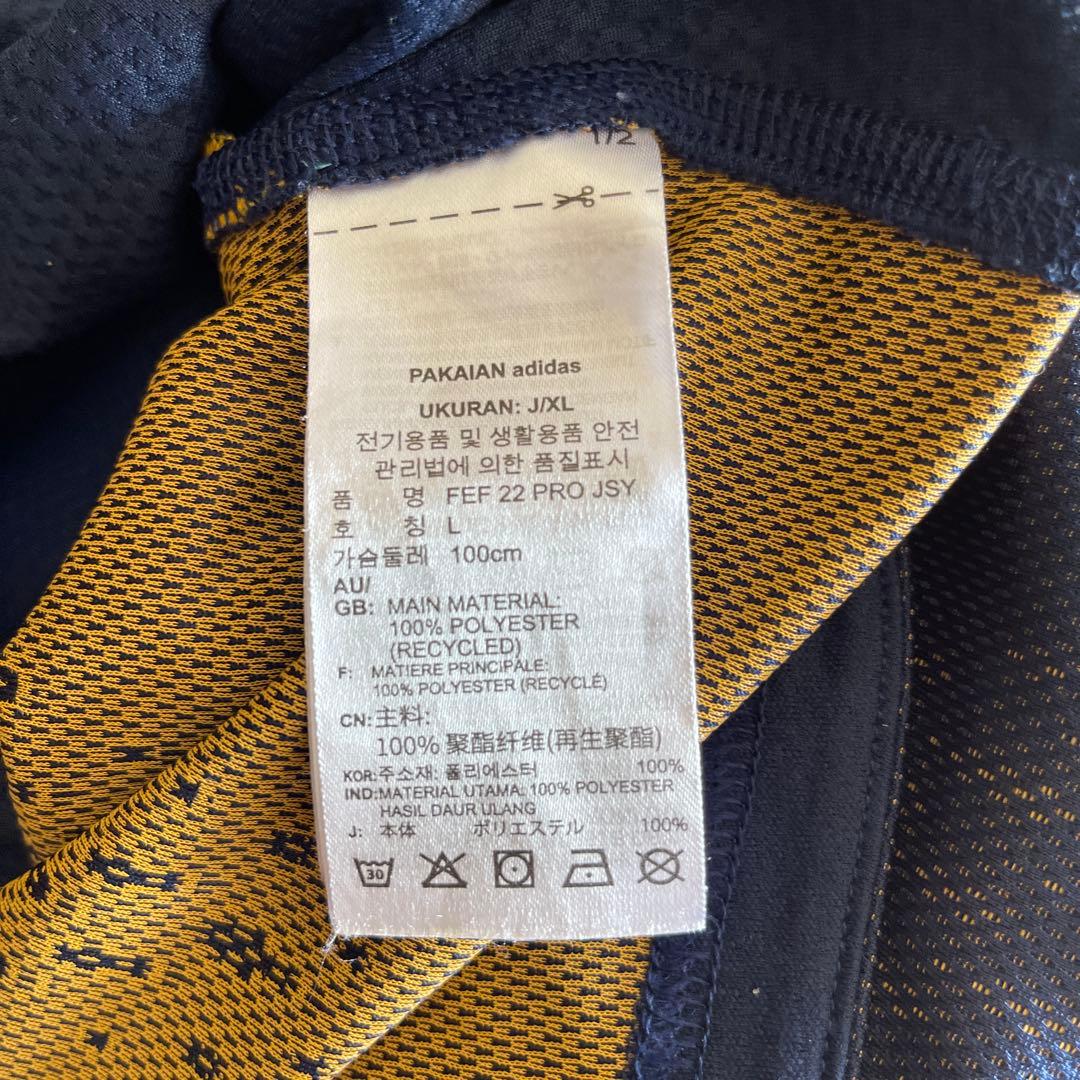 1/2
PAKAIAN adidas
UKURAN: J/XL
전기용품 및 생활용품 안전
관리법에 의한 품질표시
품 명 FEF 22 PRO JSY
호 칭 L
가슴둘레 100cm
AU/
GB: MAIN MATERIAL:
100% POLYESTER
(RECYCLED)
F: MATIERE PRINCIPALE:
100% POLYESTER (RECYCLÉ)
CN: 主料:
100% 聚酯纤维(再生聚酯)
KOR: 주소재: 폴리에스터 100%
IND: MATERIAL UTAMA: 100% POLYESTER
HASIL DAUR ULANG
J: 本体 ポリエステル 100%
30